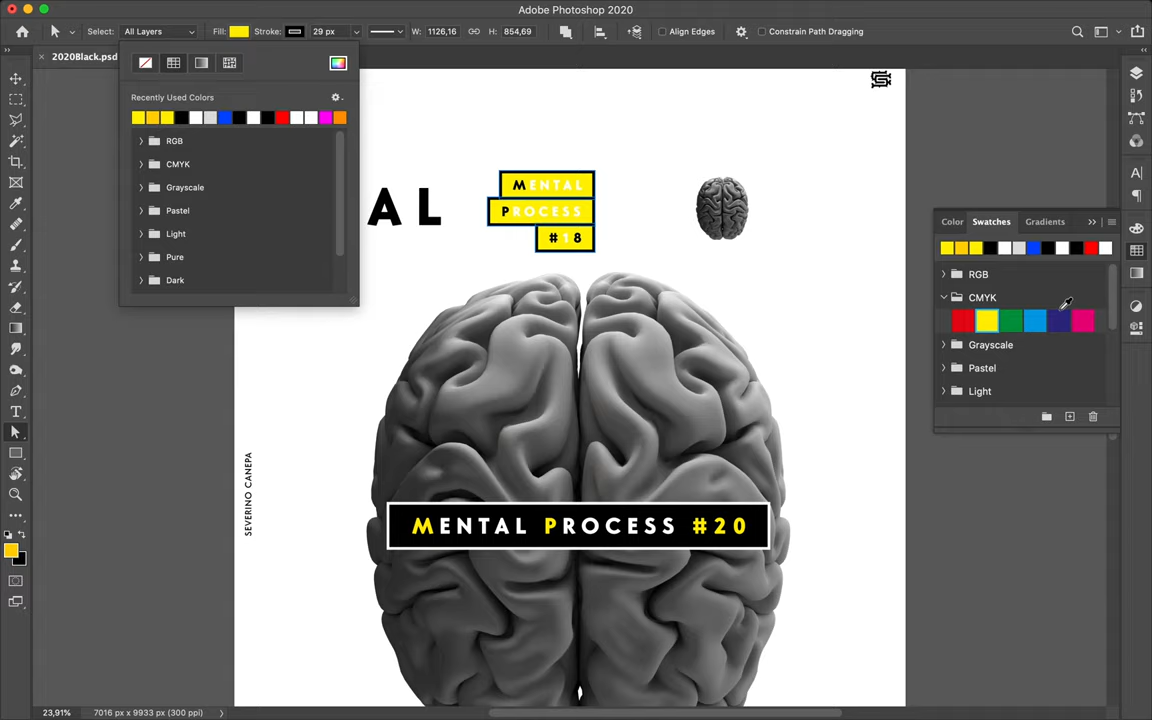 Adobe Photoshop 2020
Select: All Layers Fill: Stroke: 29 px W: 1126,16 H: 854,69 Align Edges Constrain Path Dragging
2020Black.psd
Recently Used Colors
RGB
CMYK
Grayscale
Pastel
Light
Pure
Dark
AL
MENTAL
PROCESS
#18
SEVERINO CANEPA
MENTAL PROCESS #20
Color Swatches Gradients
RGB
CMYK
Grayscale
Pastel
Light
23,91% 7016 px x 9933 px (300 ppi)